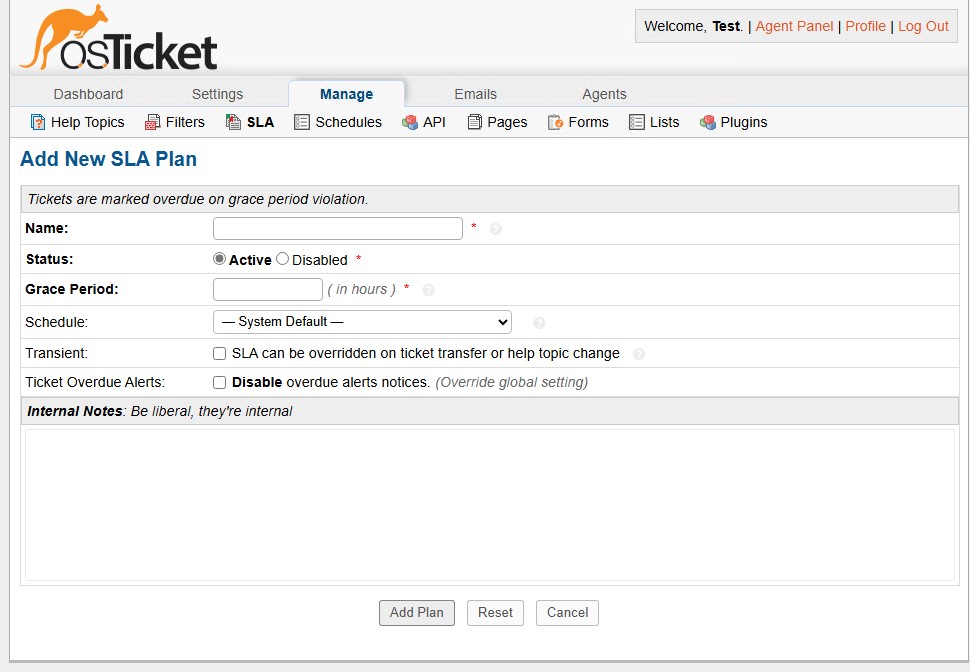 osTicket
Welcome, Test. | Agent Panel | Profile | Log Out
Dashboard Settings Manage Emails Agents
Help Topics Filters SLA Schedules API Pages Forms Lists Plugins
Add New SLA Plan
Tickets are marked overdue on grace period violation.
Name: *
Status: Active Disabled *
Grace Period: ( in hours ) *
Schedule: — System Default —
Transient: SLA can be overridden on ticket transfer or help topic change
Ticket Overdue Alerts: Disable overdue alerts notices. (Override global setting)
Internal Notes: Be liberal, they're internal
Add Plan Reset Cancel